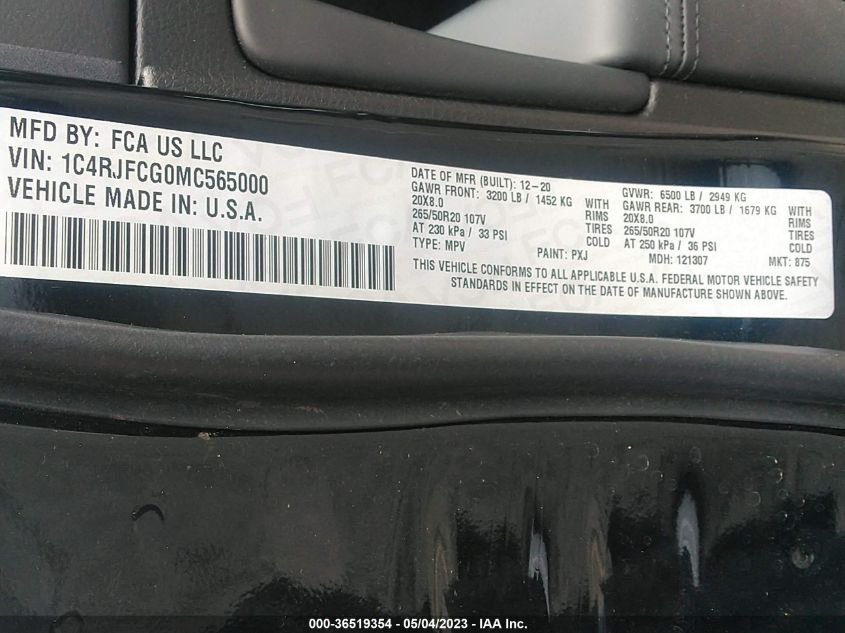 MFD BY: FCA US LLC
VIN: 1C4RJFCG0MC565000
VEHICLE MADE IN: U.S.A.
DATE OF MFR (BUILT): 12-20 GVWR: 6500 LB / 2949 KG
GAWR FRONT: 3200 LB / 1452 KG WITH GAWR REAR: 3700 LB / 1679 KG WITH
20X8.0 RIMS 20X8.0 RIMS
265/50R20 107V TIRES 265/50R20 107V TIRES
AT 230 kPa / 33 PSI COLD AT 250 kPa / 36 PSI COLD
TYPE: MPV PAINT: PXJ MDH: 121307 MKT: 875
THIS VEHICLE CONFORMS TO ALL APPLICABLE U.S.A. FEDERAL MOTOR VEHICLE SAFETY
STANDARDS IN EFFECT ON THE DATE OF MANUFACTURE SHOWN ABOVE.
000-36519354 - 05/04/2023 - IAA Inc.